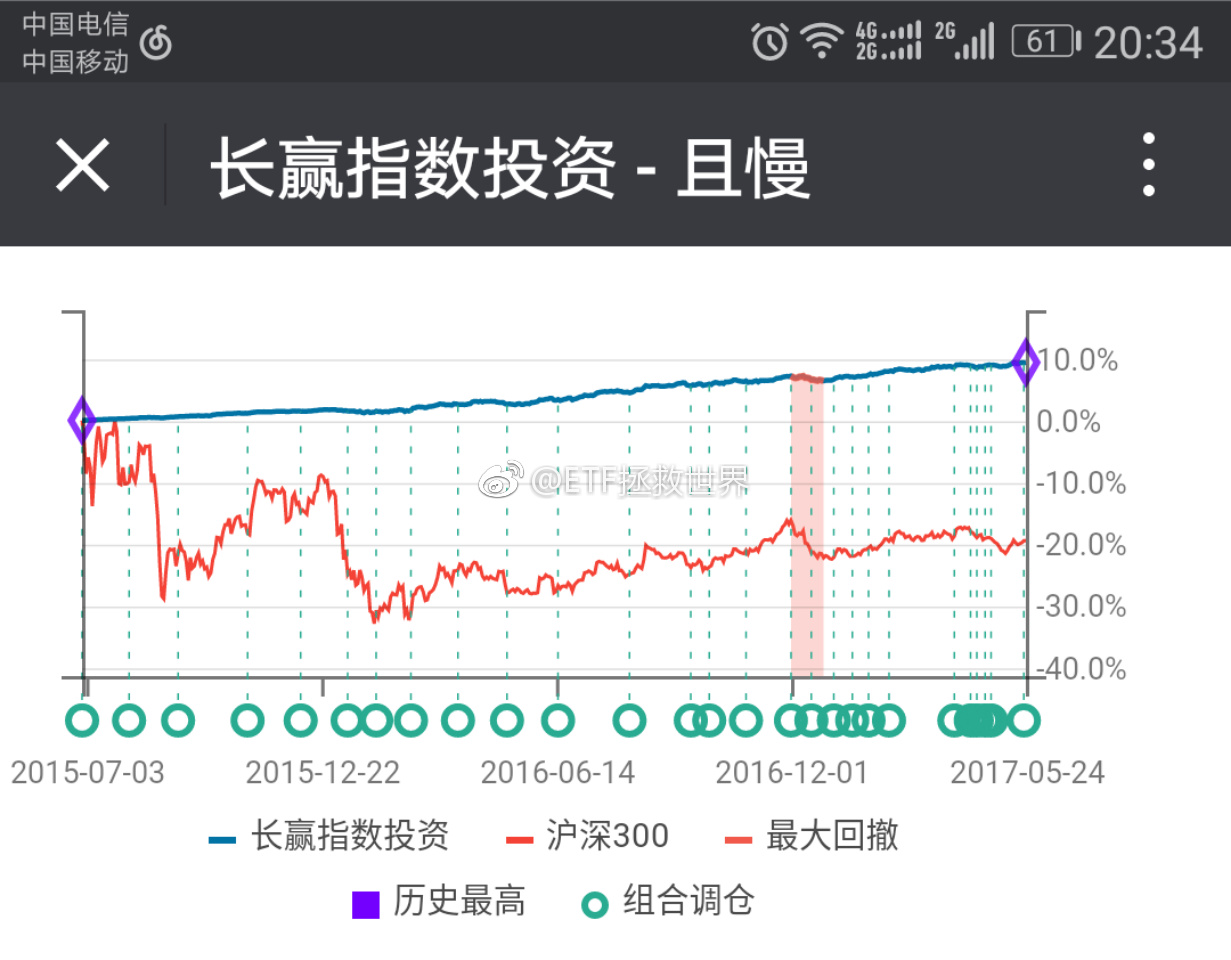 中国电信
中国移动
4G 2G 2G 61 20:34
长赢指数投资 - 且慢
10.0%
0.0%
-10.0%
@ETF拯救世界
-20.0%
-30.0%
-40.0%
2015-07-03 2015-12-22 2016-06-14 2016-12-01 2017-05-24
长赢指数投资 沪深300 最大回撤
历史最高 组合调仓